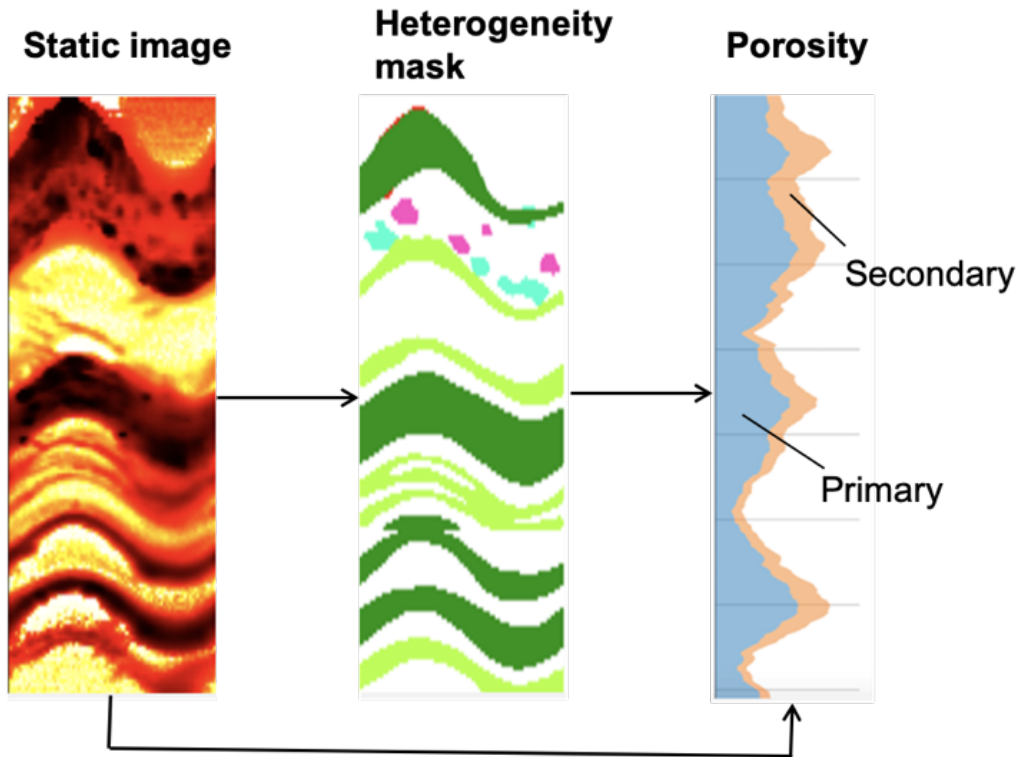 Static image
Heterogeneity
mask
Porosity
Secondary
Primary